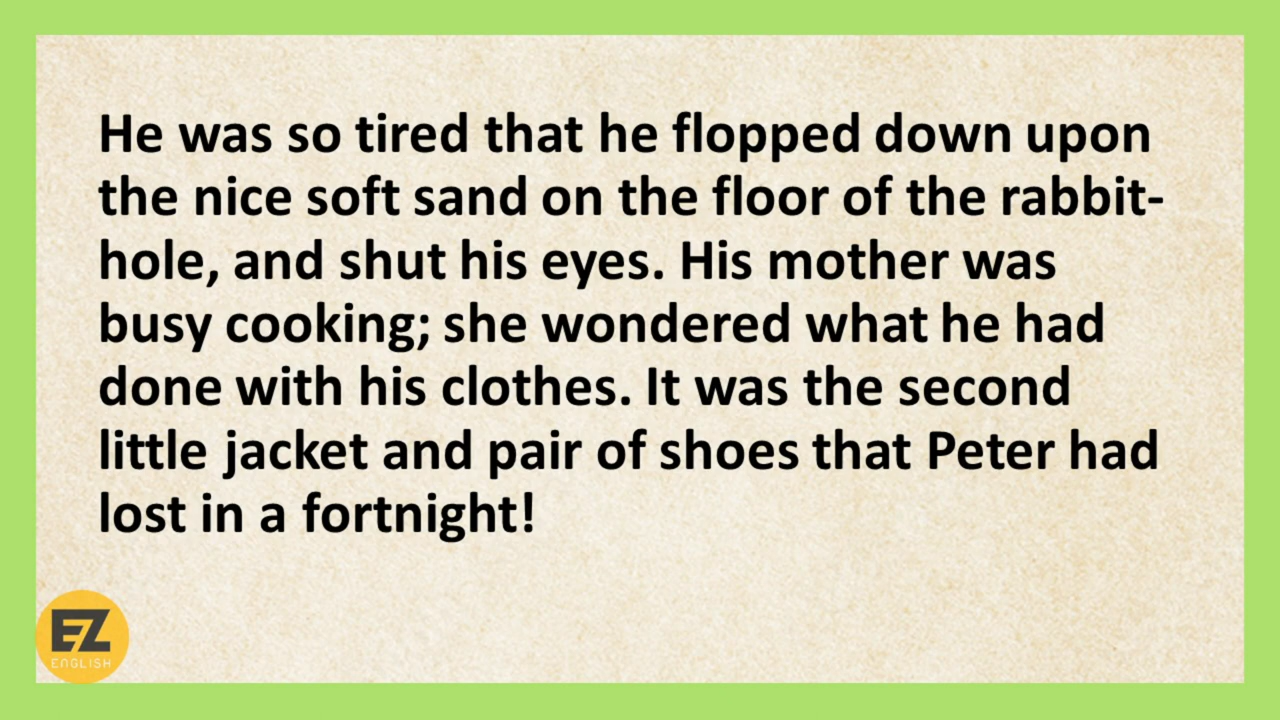 He was so tired that he flopped down upon
the nice soft sand on the floor of the rabbit-
hole, and shut his eyes. His mother was
busy cooking; she wondered what he had
done with his clothes. It was the second
little jacket and pair of shoes that Peter had
lost in a fortnight!
EZ
ENGLISH